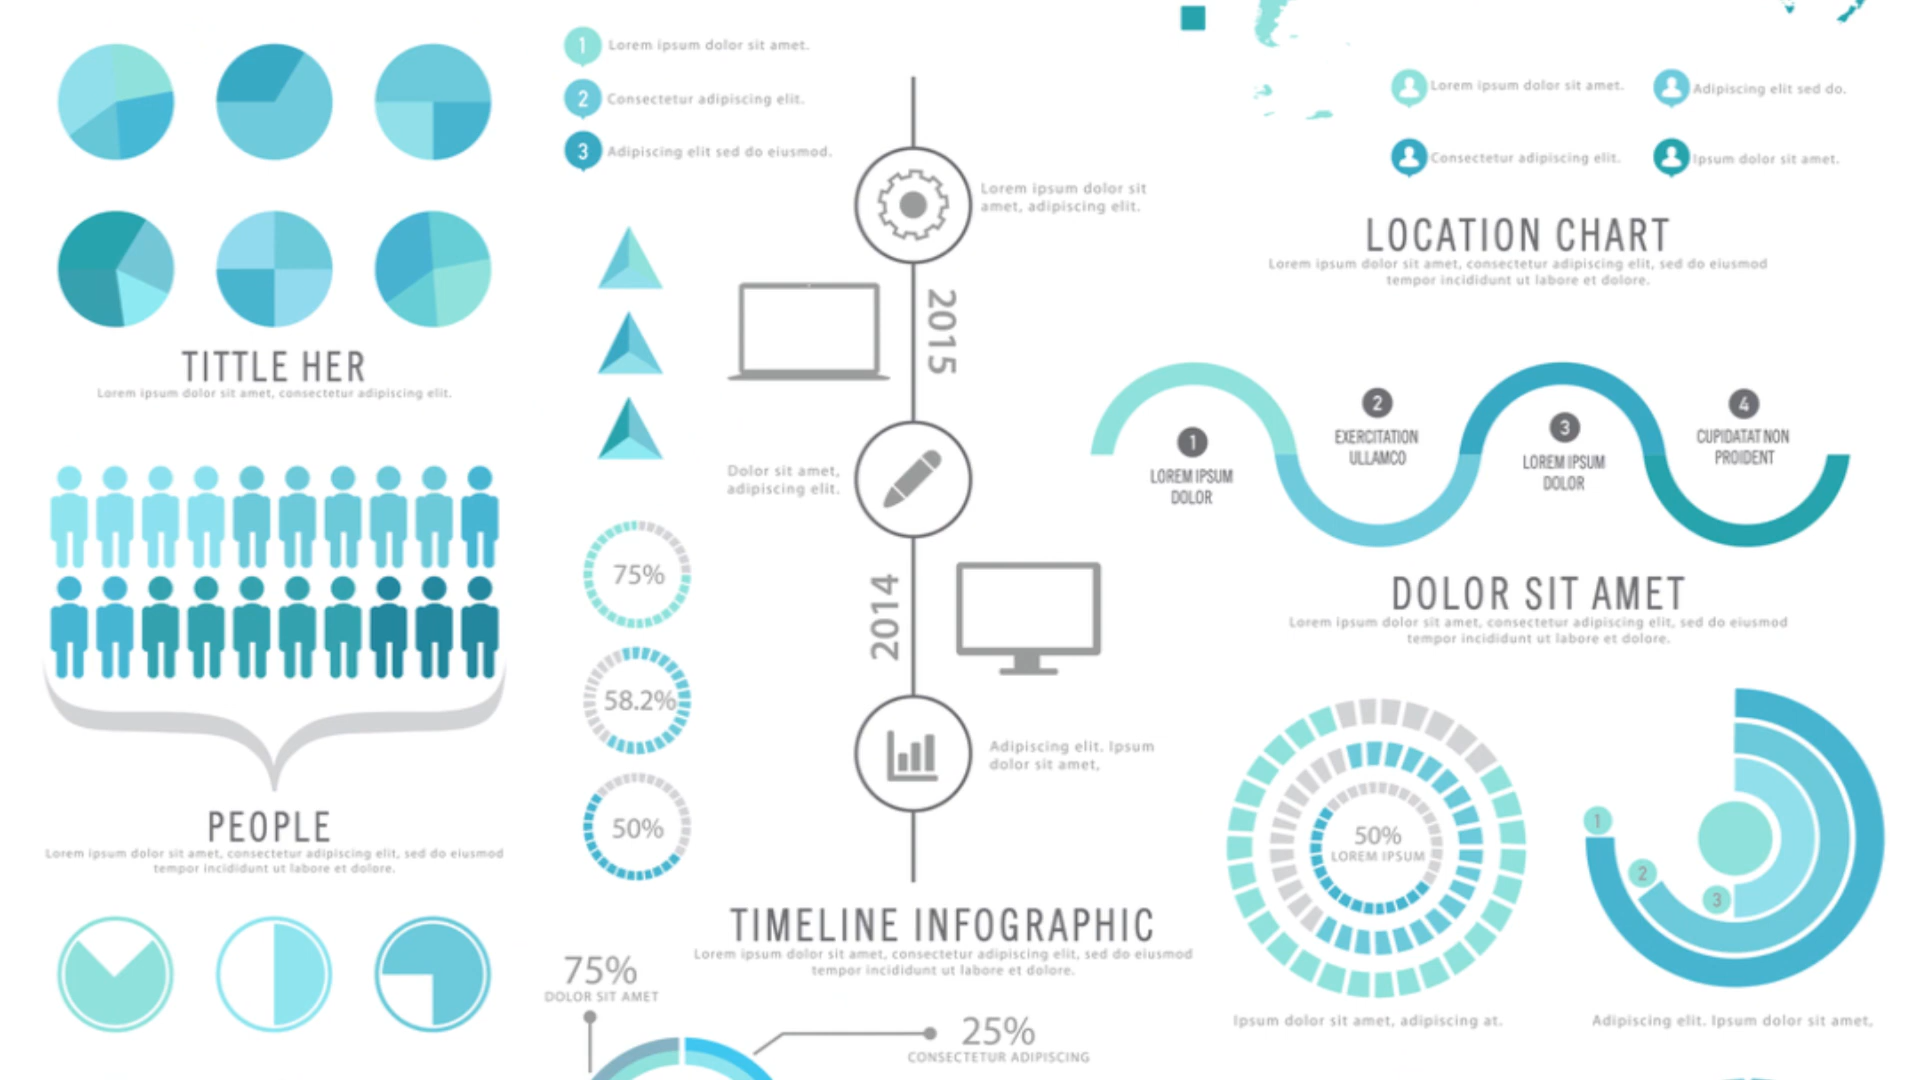 TITTLE HER
Lorem ipsum dolor sit amet, consectetur adipiscing elit.
PEOPLE
Lorem ipsum dolor sit amet, consectetur adipiscing elit, sed do eiusmod
tempor incididunt ut labore et dolore.
1 Lorem ipsum dolor sit amet.
2 Consectetur adipiscing elit.
3 Adipiscing elit sed do eiusmod.
75%
58.2%
50%
Lorem ipsum dolor sit
amet, adipiscing elit.
2015
Dolor sit amet,
adipiscing elit.
2014
Adipiscing elit. Ipsum
dolor sit amet,
TIMELINE INFOGRAPHIC
Lorem ipsum dolor sit amet, consectetur adipiscing elit, sed do eiusmod
tempor incididunt ut labore et dolore.
75%
DOLOR SIT AMET
25%
CONSECTETUR ADIPISCING
Lorem ipsum dolor sit amet.
Adipiscing elit sed do.
Consectetur adipiscing elit.
Ipsum dolor sit amet.
LOCATION CHART
Lorem ipsum dolor sit amet, consectetur adipiscing elit, sed do eiusmod
tempor incididunt ut labore et dolore.
1
LOREM IPSUM
DOLOR
2
EXERCITATION
ULLAMCO
3
LOREM IPSUM
DOLOR
4
CUPIDATAT NON
PROIDENT
DOLOR SIT AMET
Lorem ipsum dolor sit amet, consectetur adipiscing elit, sed do eiusmod
tempor incididunt ut labore et dolore.
50%
LOREM IPSUM
Ipsum dolor sit amet, adipiscing at.
1
2
3
Adipiscing elit. Ipsum dolor sit amet,